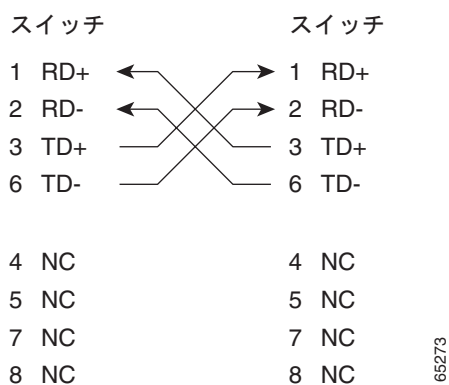 スイッチ スイッチ
1 RD+ 1 RD+
2 RD- 2 RD-
3 TD+ 3 TD+
6 TD- 6 TD-
4 NC 4 NC
5 NC 5 NC
7 NC 7 NC
8 NC 8 NC
65273